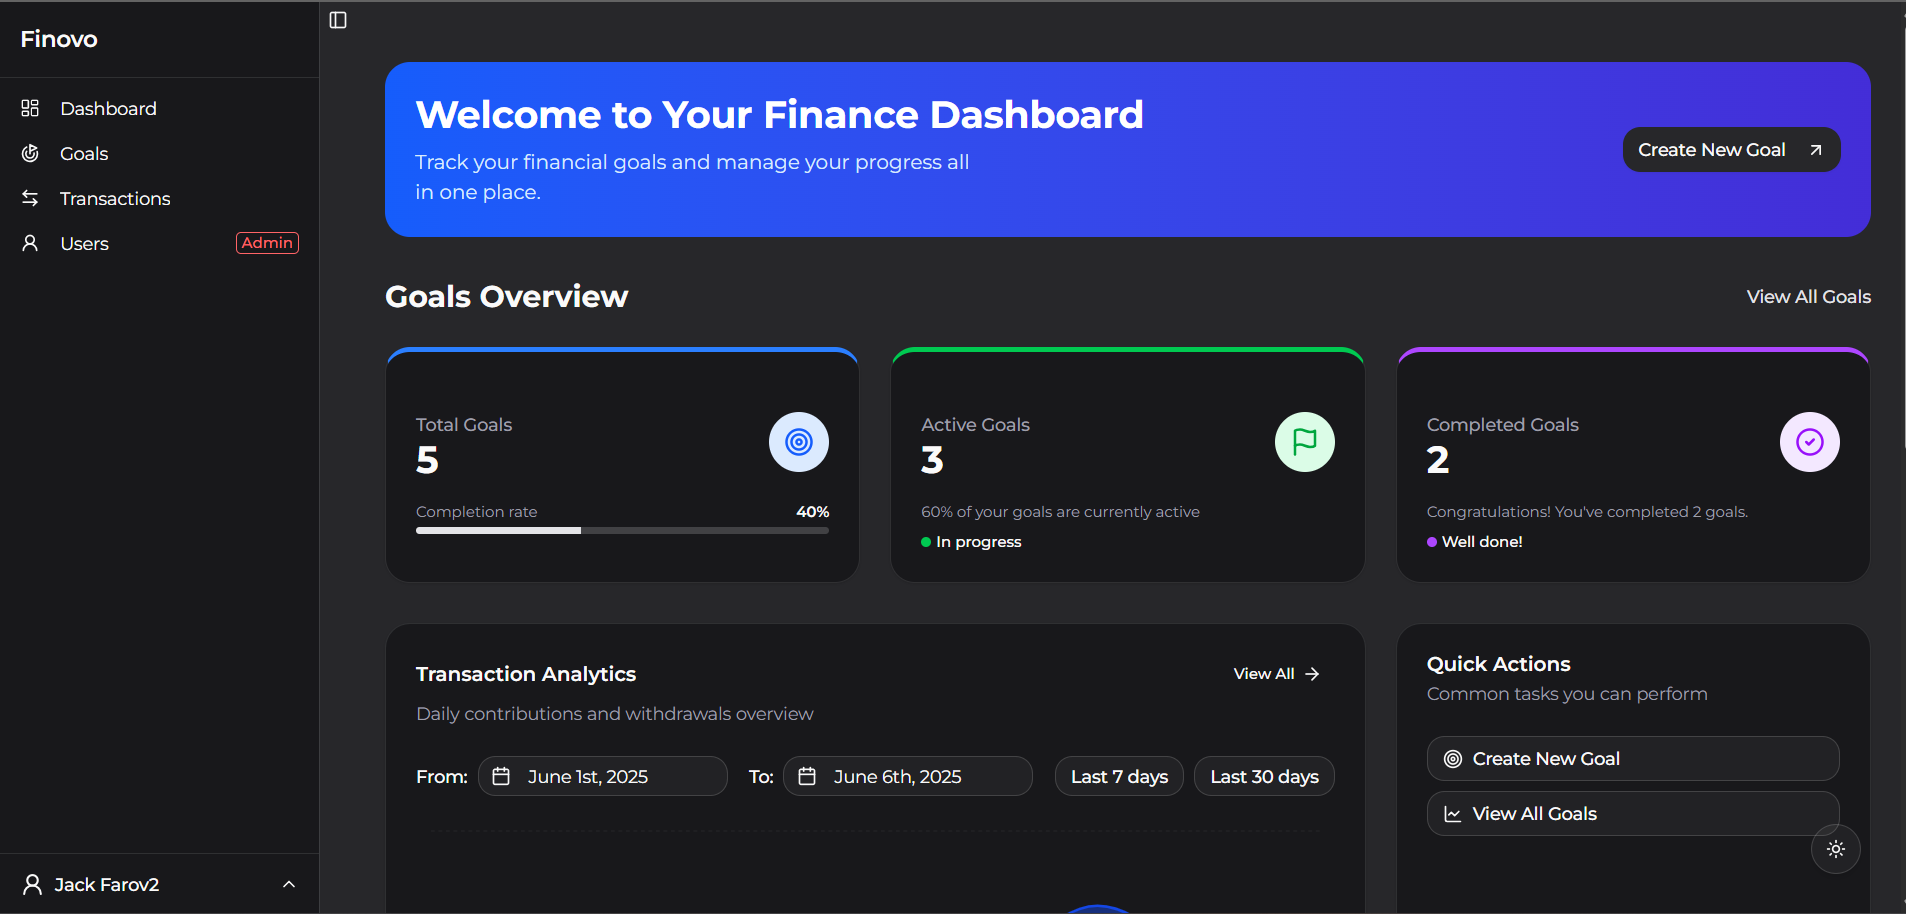 Finovo
Dashboard
Goals
Transactions
Users
Admin
Jack Farov2
Welcome to Your Finance Dashboard
Track your financial goals and manage your progress all
in one place.
Create New Goal
Goals Overview
View All Goals
Total Goals
5
Completion rate
40%
Active Goals
3
60% of your goals are currently active
In progress
Completed Goals
2
Congratulations! You've completed 2 goals.
Well done!
Transaction Analytics
View All
Daily contributions and withdrawals overview
From:
June 1st, 2025
To:
June 6th, 2025
Last 7 days
Last 30 days
Quick Actions
Common tasks you can perform
Create New Goal
View All Goals